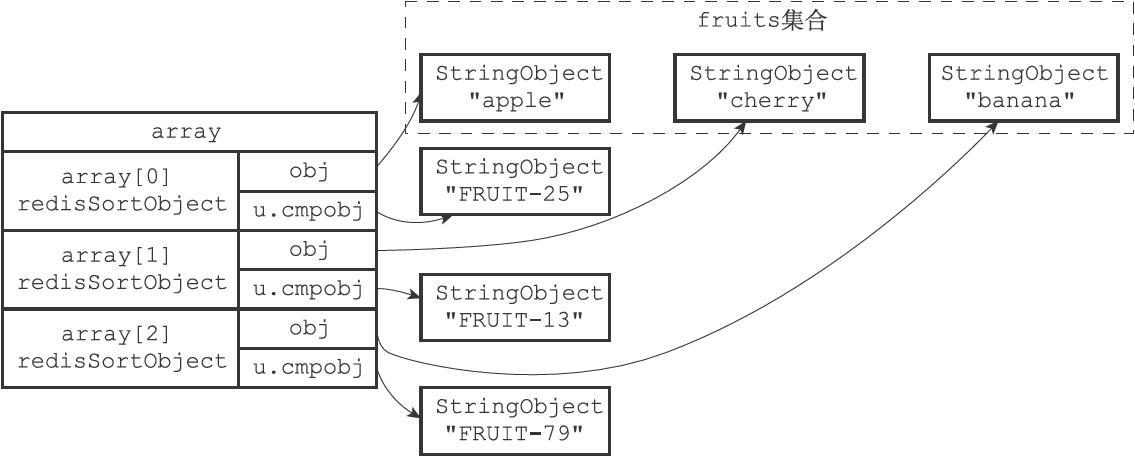 fruits集合
StringObject
"apple"
StringObject
"cherry"
StringObject
"banana"
array
array[0]
redisSortObject
obj
u.cmpobj
StringObject
"FRUIT-25"
array[1]
redisSortObject
obj
u.cmpobj
StringObject
"FRUIT-13"
array[2]
redisSortObject
obj
u.cmpobj
StringObject
"FRUIT-79"